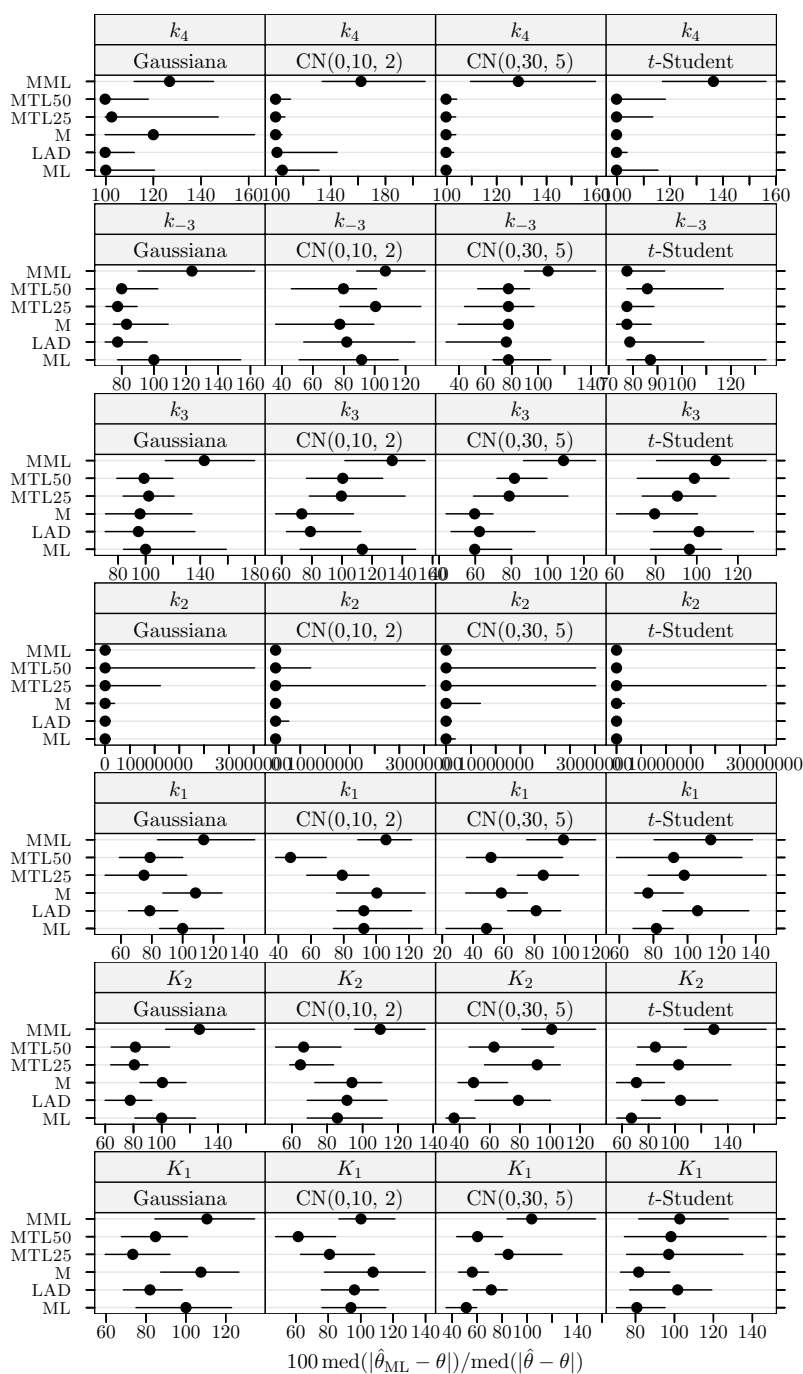 k₄ k₄ k₄ k₄
Gaussiana CN(0,10, 2) CN(0,30, 5) t-Student
MML
MTL50
MTL25
M
LAD
ML
100 120 140 160 100 140 180 100 120 140 160 100 120 140 160
k₋₃ k₋₃ k₋₃ k₋₃
Gaussiana CN(0,10, 2) CN(0,30, 5) t-Student
MML
MTL50
MTL25
M
LAD
ML
80 100 120 140 160 40 60 80 100 120 40 60 80 100 140 70 80 90 100 120
k₃ k₃ k₃ k₃
Gaussiana CN(0,10, 2) CN(0,30, 5) t-Student
MML
MTL50
MTL25
M
LAD
ML
80 100 140 180 60 80 100 120 140 160 40 60 80 100 120 60 80 100 120
k₂ k₂ k₂ k₂
Gaussiana CN(0,10, 2) CN(0,30, 5) t-Student
MML
MTL50
MTL25
M
LAD
ML
0 10000000 30000000 0 10000000 30000000 0 10000000 30000000 0 10000000 30000000
k₁ k₁ k₁ k₁
Gaussiana CN(0,10, 2) CN(0,30, 5) t-Student
MML
MTL50
MTL25
M
LAD
ML
60 80 100 120 140 40 60 80 100 120 20 40 60 80 100 120 60 80 100 120 140
K₂ K₂ K₂ K₂
Gaussiana CN(0,10, 2) CN(0,30, 5) t-Student
MML
MTL50
MTL25
M
LAD
ML
60 80 100 120 140 60 80 100 120 140 40 60 80 100 120 60 80 100 140
K₁ K₁ K₁ K₁
Gaussiana CN(0,10, 2) CN(0,30, 5) t-Student
MML
MTL50
MTL25
M
LAD
ML
60 80 100 120 60 80 100 120 140 40 60 80 100 140 60 80 100 120 140
100 med(|θ̂_ML − θ|)/med(|θ̂ − θ|)